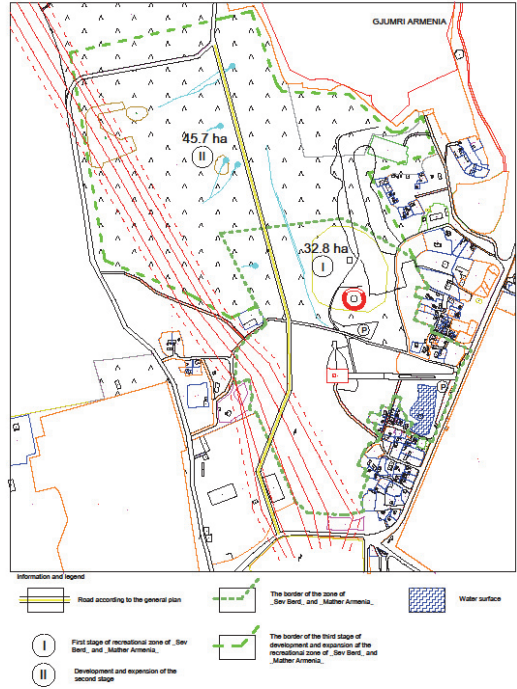 GJUMRI ARMENIA
45.7 ha
II
32.8 ha
I
P
P
P
Information and legend
Road according to the general plan
The border of the zone of
_Sev Berd_ and _Mather Armenia_
Water surface
I
First stage of recreational zone of _Sev
Berd_ and _Mather Armenia_
The border of the third stage of
development and expansion af the
recreational zone of _Sev Berd_ and
_Mather Armenia_
II
Development and expension of the
second stage